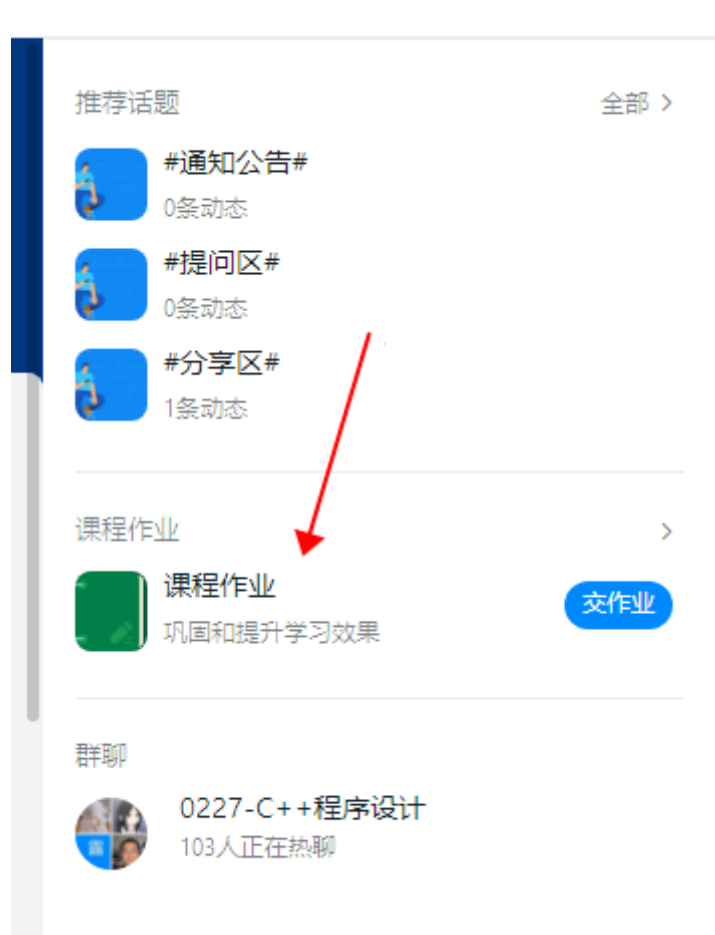 推荐话题
全部 >
#通知公告#
0条动态
#提问区#
0条动态
#分享区#
1条动态
课程作业
>
课程作业
交作业
巩固和提升学习效果
群聊
0227-C++程序设计
103人正在热聊
露